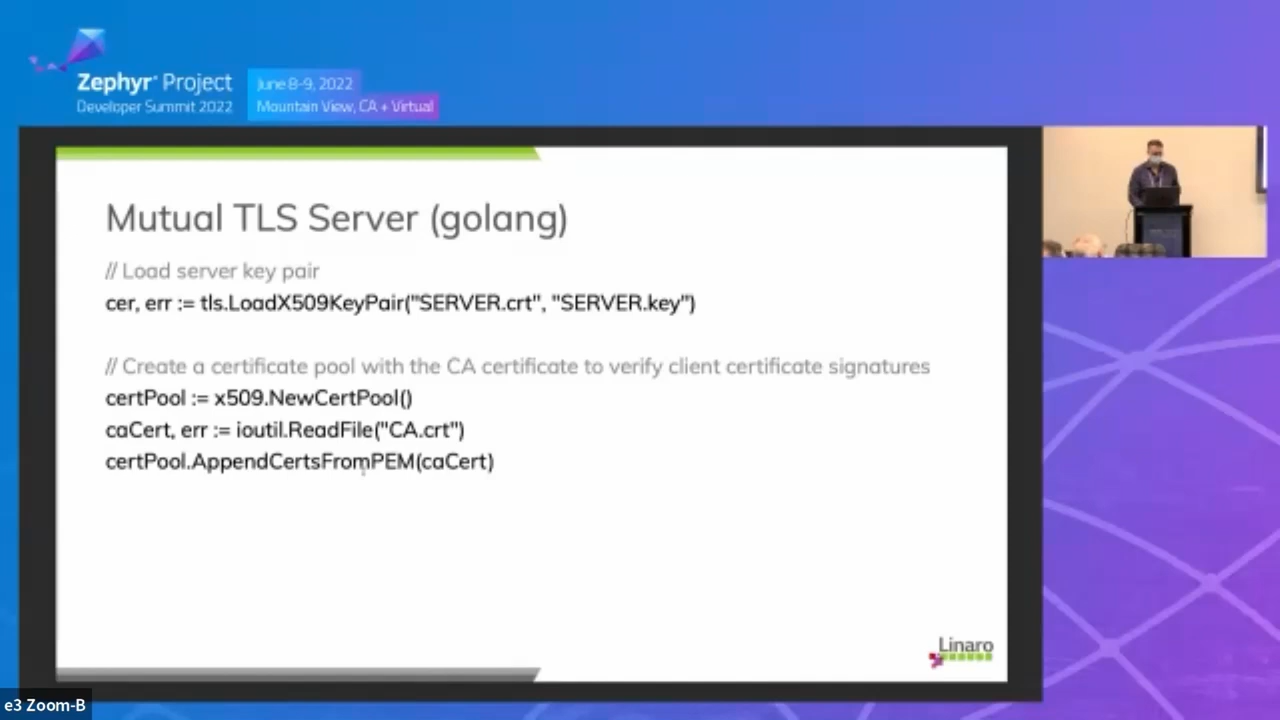 Zephyr® Project
Developer Summit 2022
June 8-9, 2022
Mountain View, CA + Virtual
Mutual TLS Server (golang)
// Load server key pair
cer, err := tls.LoadX509KeyPair("SERVER.crt", "SERVER.key")
// Create a certificate pool with the CA certificate to verify client certificate signatures
certPool := x509.NewCertPool()
caCert, err := ioutil.ReadFile("CA.crt")
certPool.AppendCertsFromPEM(caCert)
Linaro
e3 Zoom-B